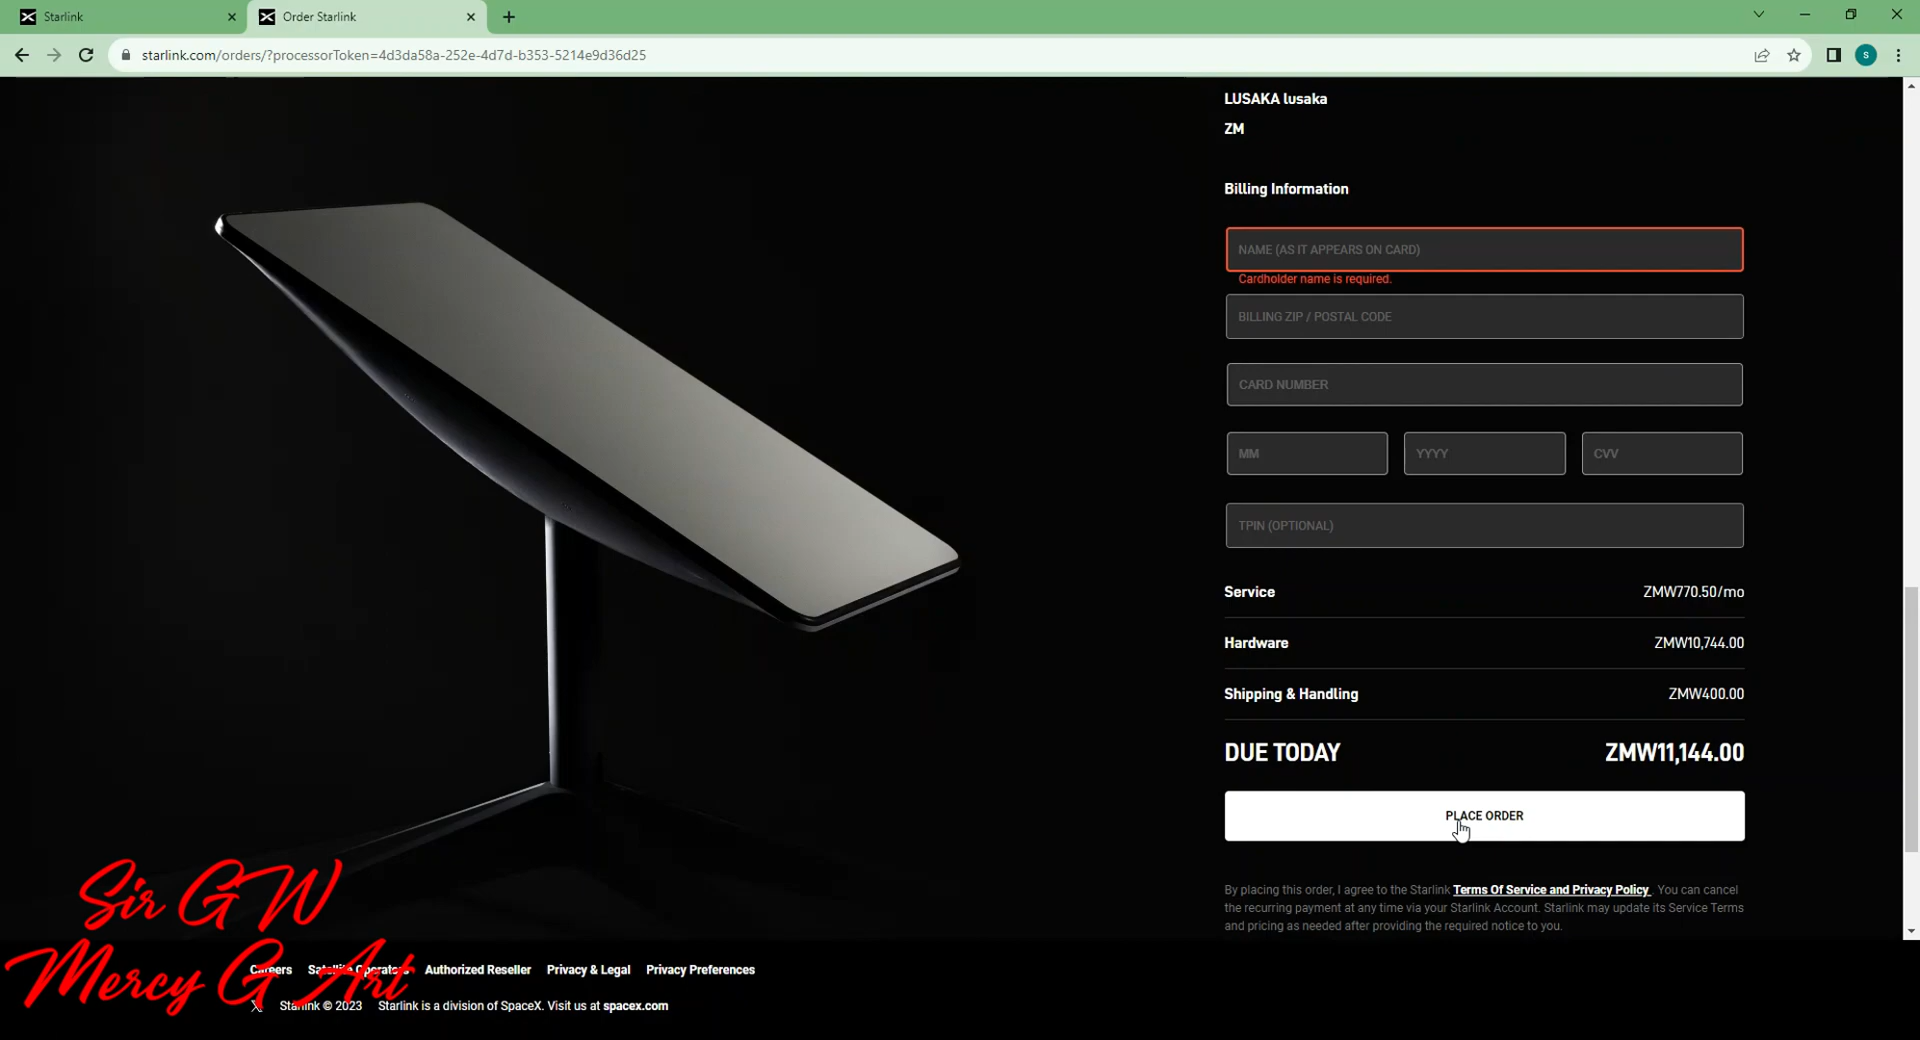 Starlink
Order Starlink
starlink.com/orders/?processorToken=4d3da58a-252e-4d7d-b353-5214e9d36d25
S
LUSAKA lusaka
ZM
Billing Information
NAME (AS IT APPEARS ON CARD)
Cardholder name is required.
BILLING ZIP / POSTAL CODE
CARD NUMBER
MM YYYY CVV
TPIN (OPTIONAL)
Service ZMW770.50/mo
Hardware ZMW10,744.00
Shipping & Handling ZMW400.00
DUE TODAY ZMW11,144.00
PLACE ORDER
By placing this order, I agree to the Starlink Terms Of Service and Privacy Policy . You can cancel
the recurring payment at any time via your Starlink Account. Starlink may update its Service Terms
and pricing as needed after providing the required notice to you.
Sir GW
Mercy G Art
Careers Satellite Operators Authorized Reseller Privacy & Legal Privacy Preferences
Starlink © 2023 Starlink is a division of SpaceX. Visit us at spacex.com